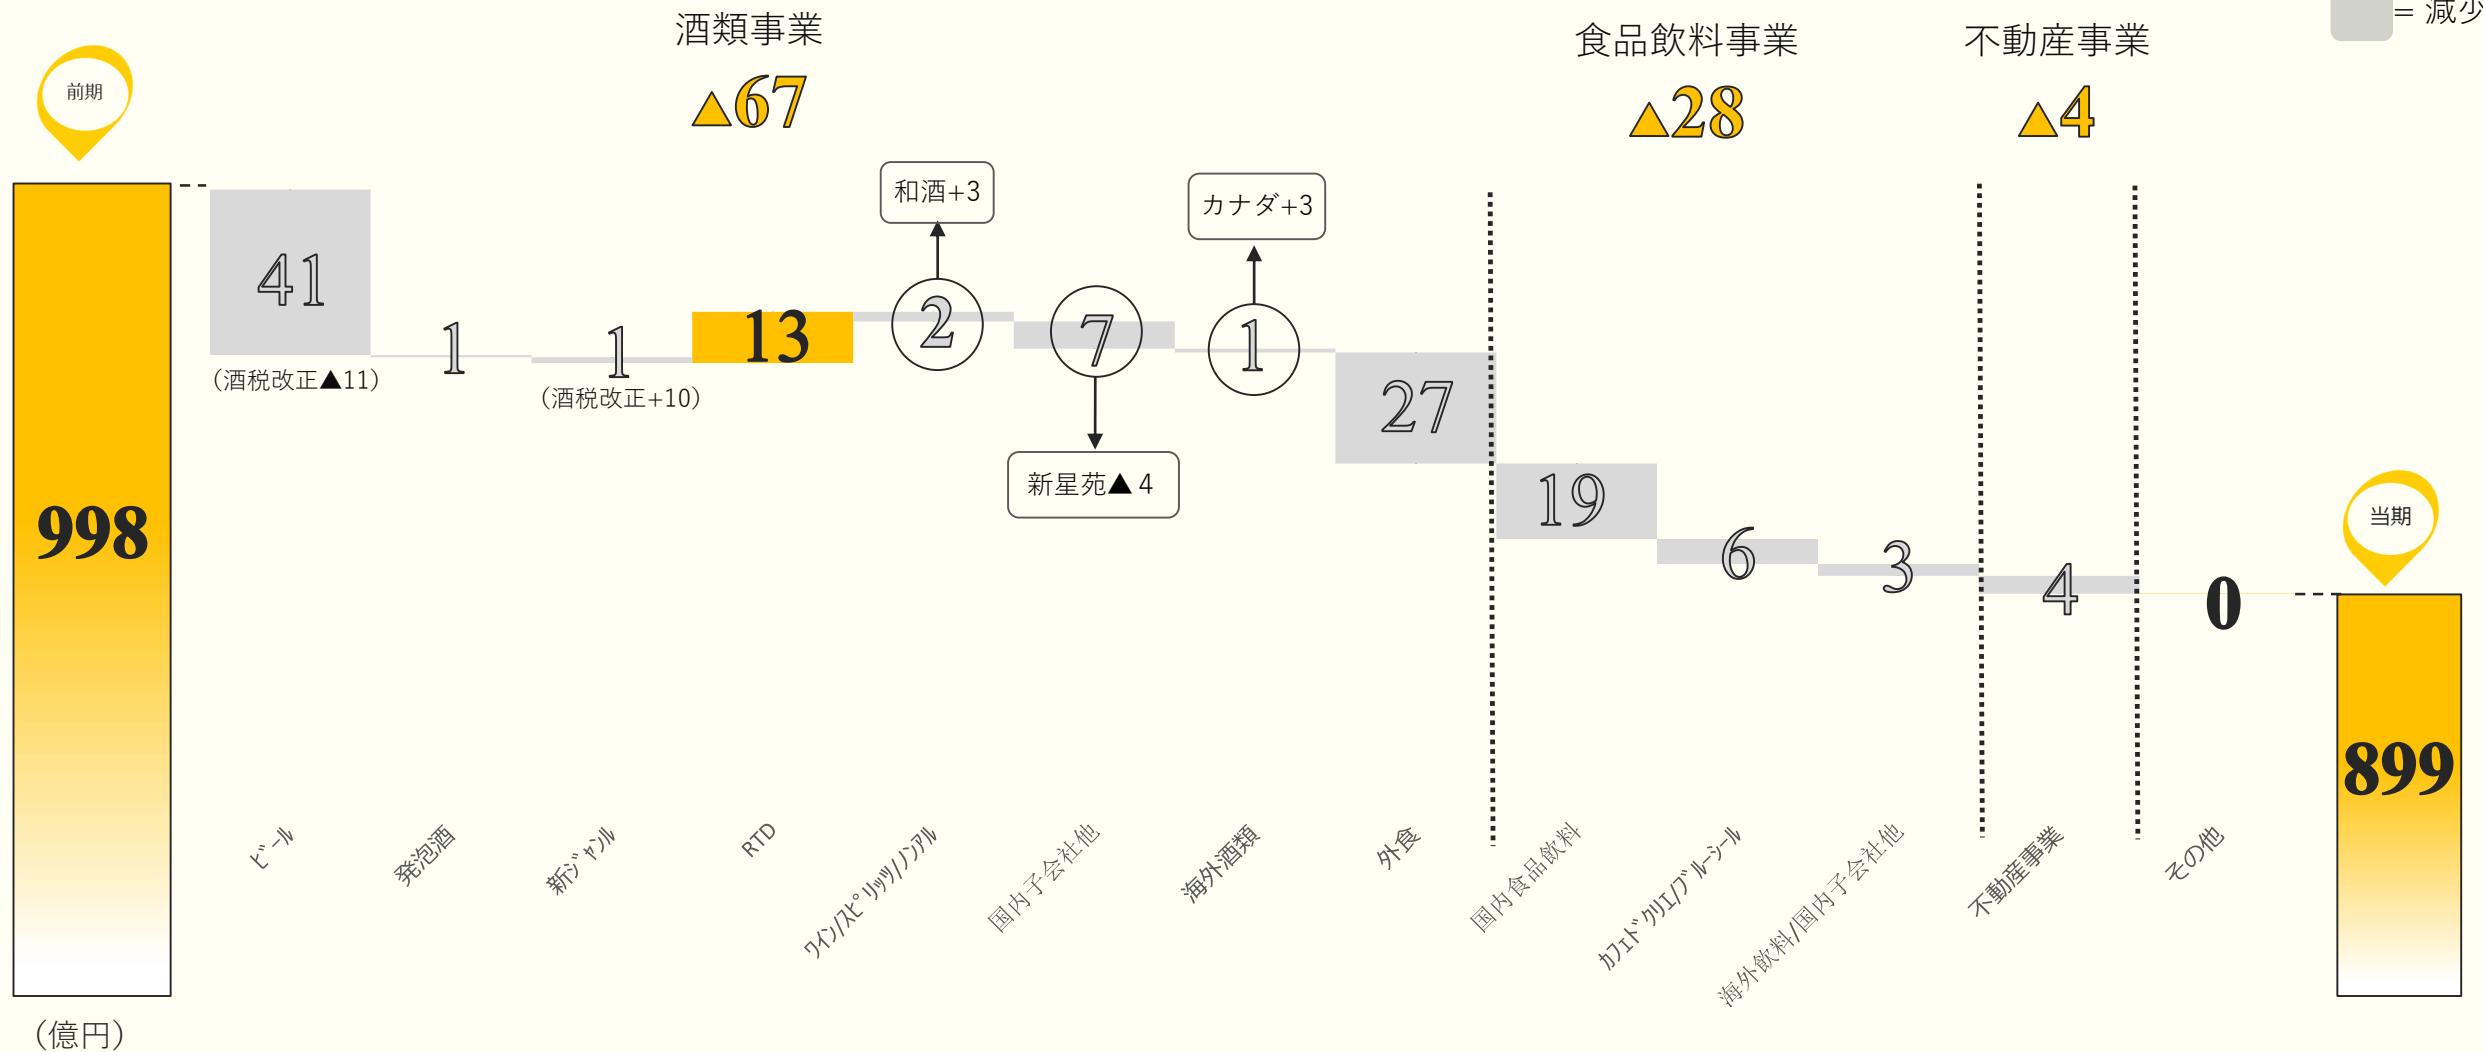 酒類事業
▲67
食品飲料事業
▲28
不動産事業
▲4
= 減少
前期
998
41
(酒税改正▲11)
1
1
(酒税改正+10)
13
和酒+3
2
7
新星苑▲ 4
カナダ+3
1
27
19
6
3
4
0
当期
899
ビール
発泡酒
新ジャンル
RTD
ワイン/スピリッツ/ノンアル
国内子会社他
海外酒類
外食
国内食品飲料
カフェドクリエ/ブルーシール
海外飲料/国内子会社他
不動産事業
その他
(億円)